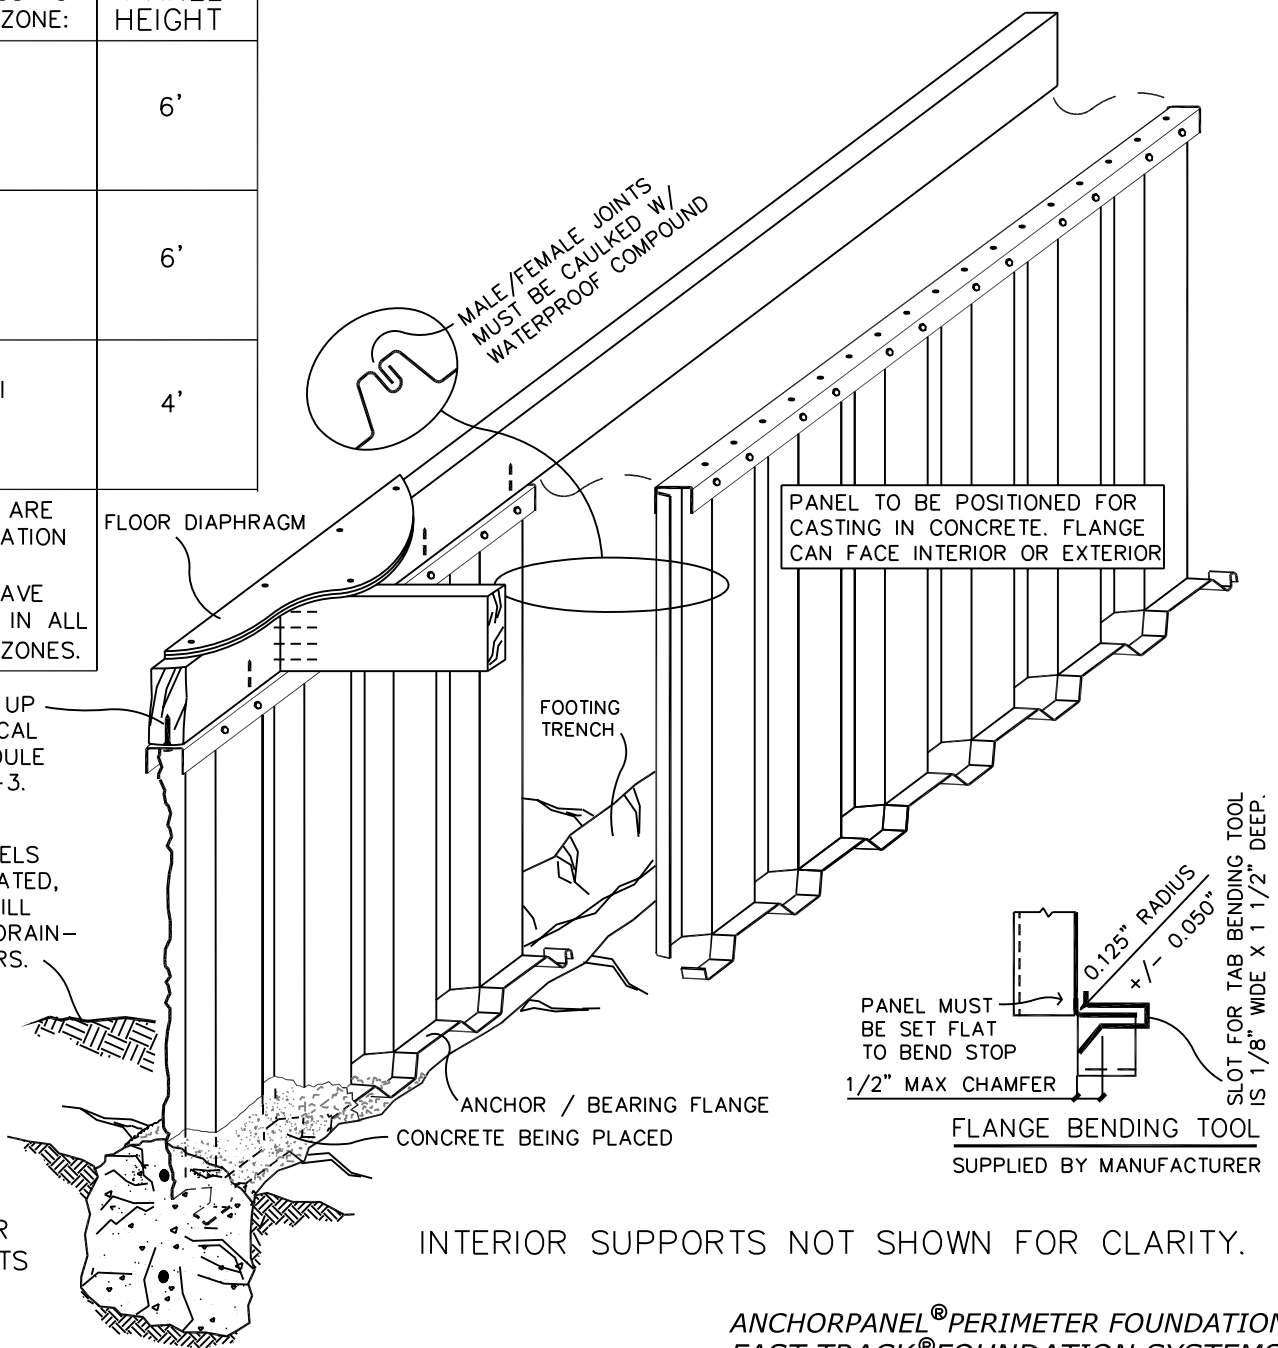 ZONE:
HEIGHT
6'
6'
4'
ARE
ATION
AVE
IN ALL
ZONES.
FLOOR DIAPHRAGM
MALE/FEMALE JOINTS
MUST BE CAULKED W/
WATERPROOF COMPOUND
PANEL TO BE POSITIONED FOR
CASTING IN CONCRETE. FLANGE
CAN FACE INTERIOR OR EXTERIOR
UP
CAL
DULE
-3.
FOOTING
TRENCH
ELS
ATED,
ILL
DRAIN-
RS.
ANCHOR / BEARING FLANGE
CONCRETE BEING PLACED
0.125" RADIUS
+/- 0.050"
SLOT FOR TAB BENDING TOOL
IS 1/8" WIDE X 1 1/2" DEEP.
PANEL MUST
BE SET FLAT
TO BEND STOP
1/2" MAX CHAMFER
FLANGE BENDING TOOL
SUPPLIED BY MANUFACTURER
R
TS
INTERIOR SUPPORTS NOT SHOWN FOR CLARITY.
ANCHORPANEL® PERIMETER FOUNDATION
FAST TRACK® FOUNDATION SYSTEMS